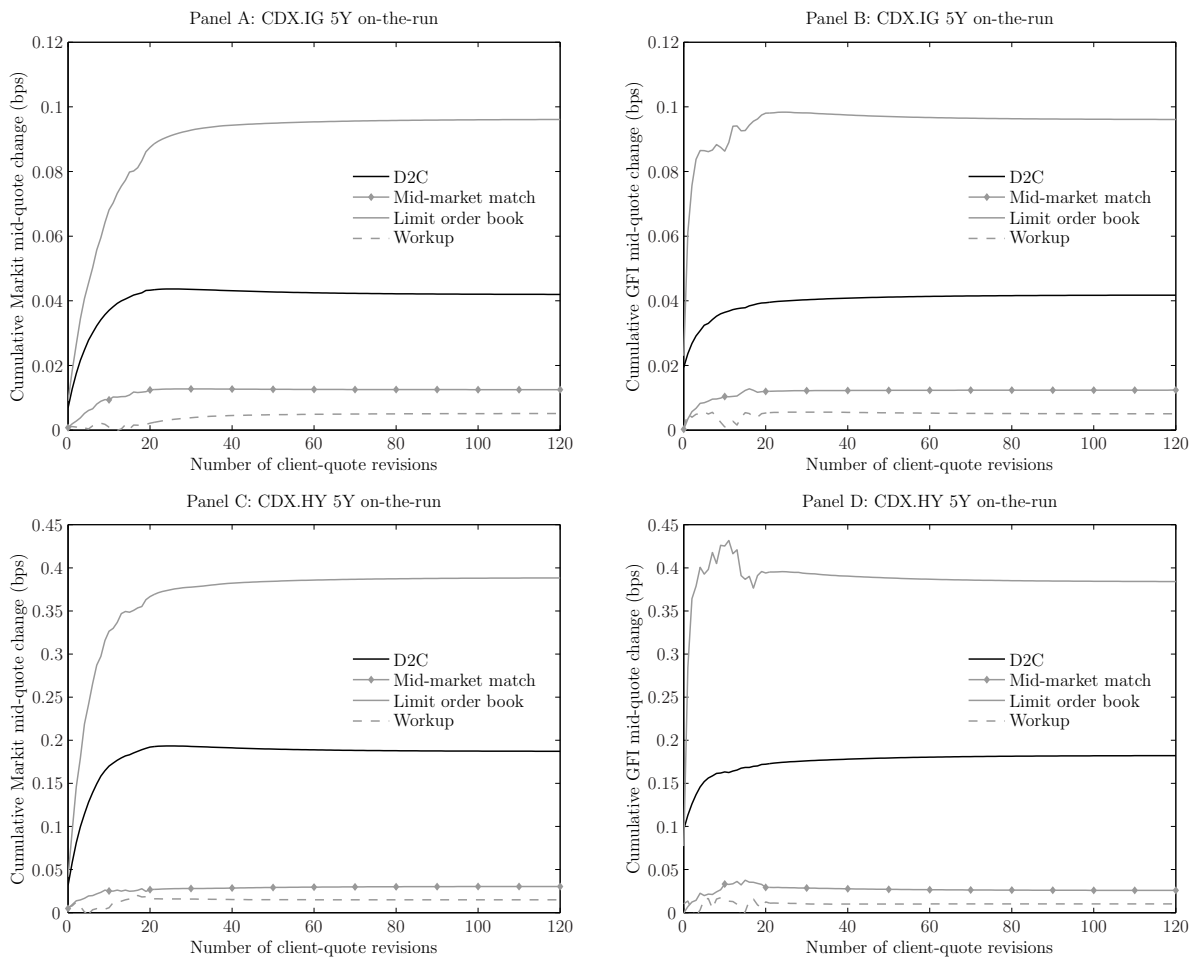 Panel A: CDX.IG 5Y on-the-run
Cumulative Markit mid-quote change (bps)
0.12
0.1
0.08
0.06
0.04
0.02
0
D2C
Mid-market match
Limit order book
Workup
0 20 40 60 80 100 120
Number of client-quote revisions
Panel B: CDX.IG 5Y on-the-run
Cumulative GFI mid-quote change (bps)
0.12
0.1
0.08
0.06
0.04
0.02
0
D2C
Mid-market match
Limit order book
Workup
0 20 40 60 80 100 120
Number of client-quote revisions
Panel C: CDX.HY 5Y on-the-run
Cumulative Markit mid-quote change (bps)
0.45
0.4
0.35
0.3
0.25
0.2
0.15
0.1
0.05
0
D2C
Mid-market match
Limit order book
Workup
0 20 40 60 80 100 120
Number of client-quote revisions
Panel D: CDX.HY 5Y on-the-run
Cumulative GFI mid-quote change (bps)
0.45
0.4
0.35
0.3
0.25
0.2
0.15
0.1
0.05
0
D2C
Mid-market match
Limit order book
Workup
0 20 40 60 80 100 120
Number of client-quote revisions